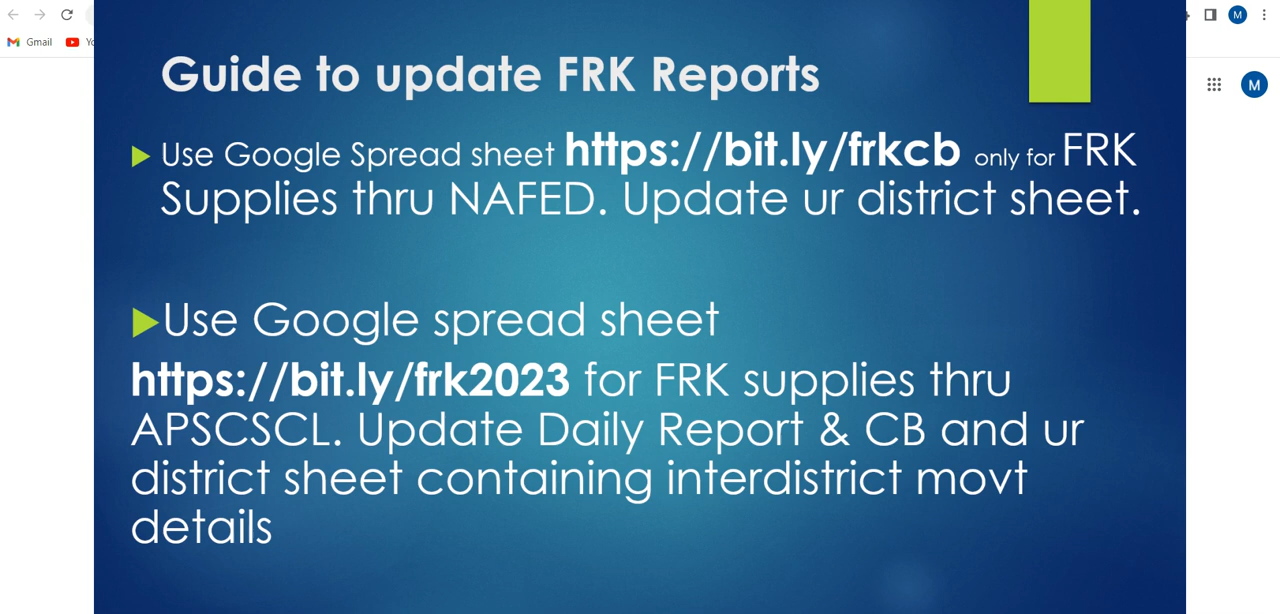 M
Gmail
Yo
M
Guide to update FRK Reports
Use Google Spread sheet https://bit.ly/frkcb only for FRK
Supplies thru NAFED. Update ur district sheet.
Use Google spread sheet
https://bit.ly/frk2023 for FRK supplies thru
APSCSCL. Update Daily Report & CB and ur
district sheet containing interdistrict movt
details